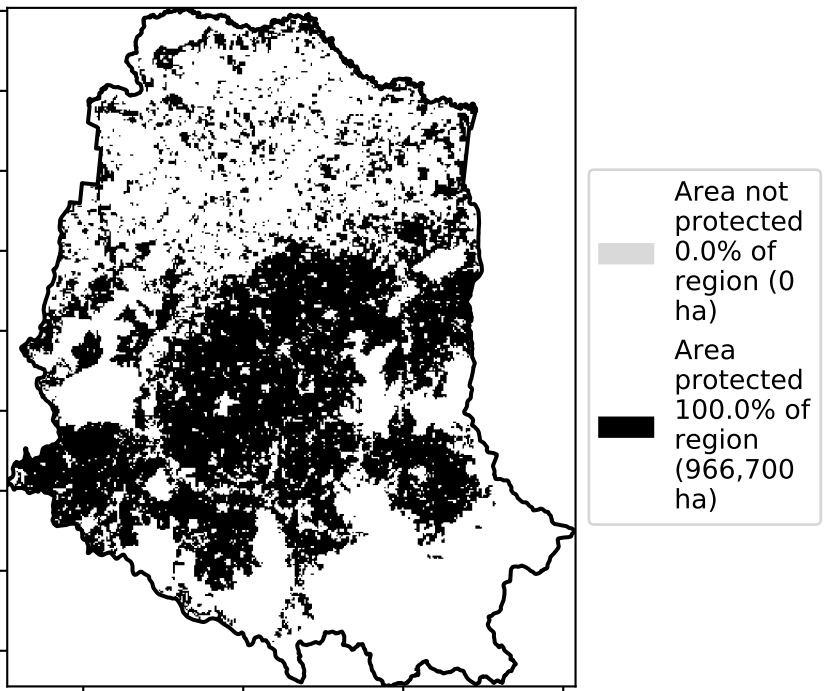 Area not
protected
0.0% of
region (0
ha)
Area
protected
100.0% of
region
(966,700
ha)